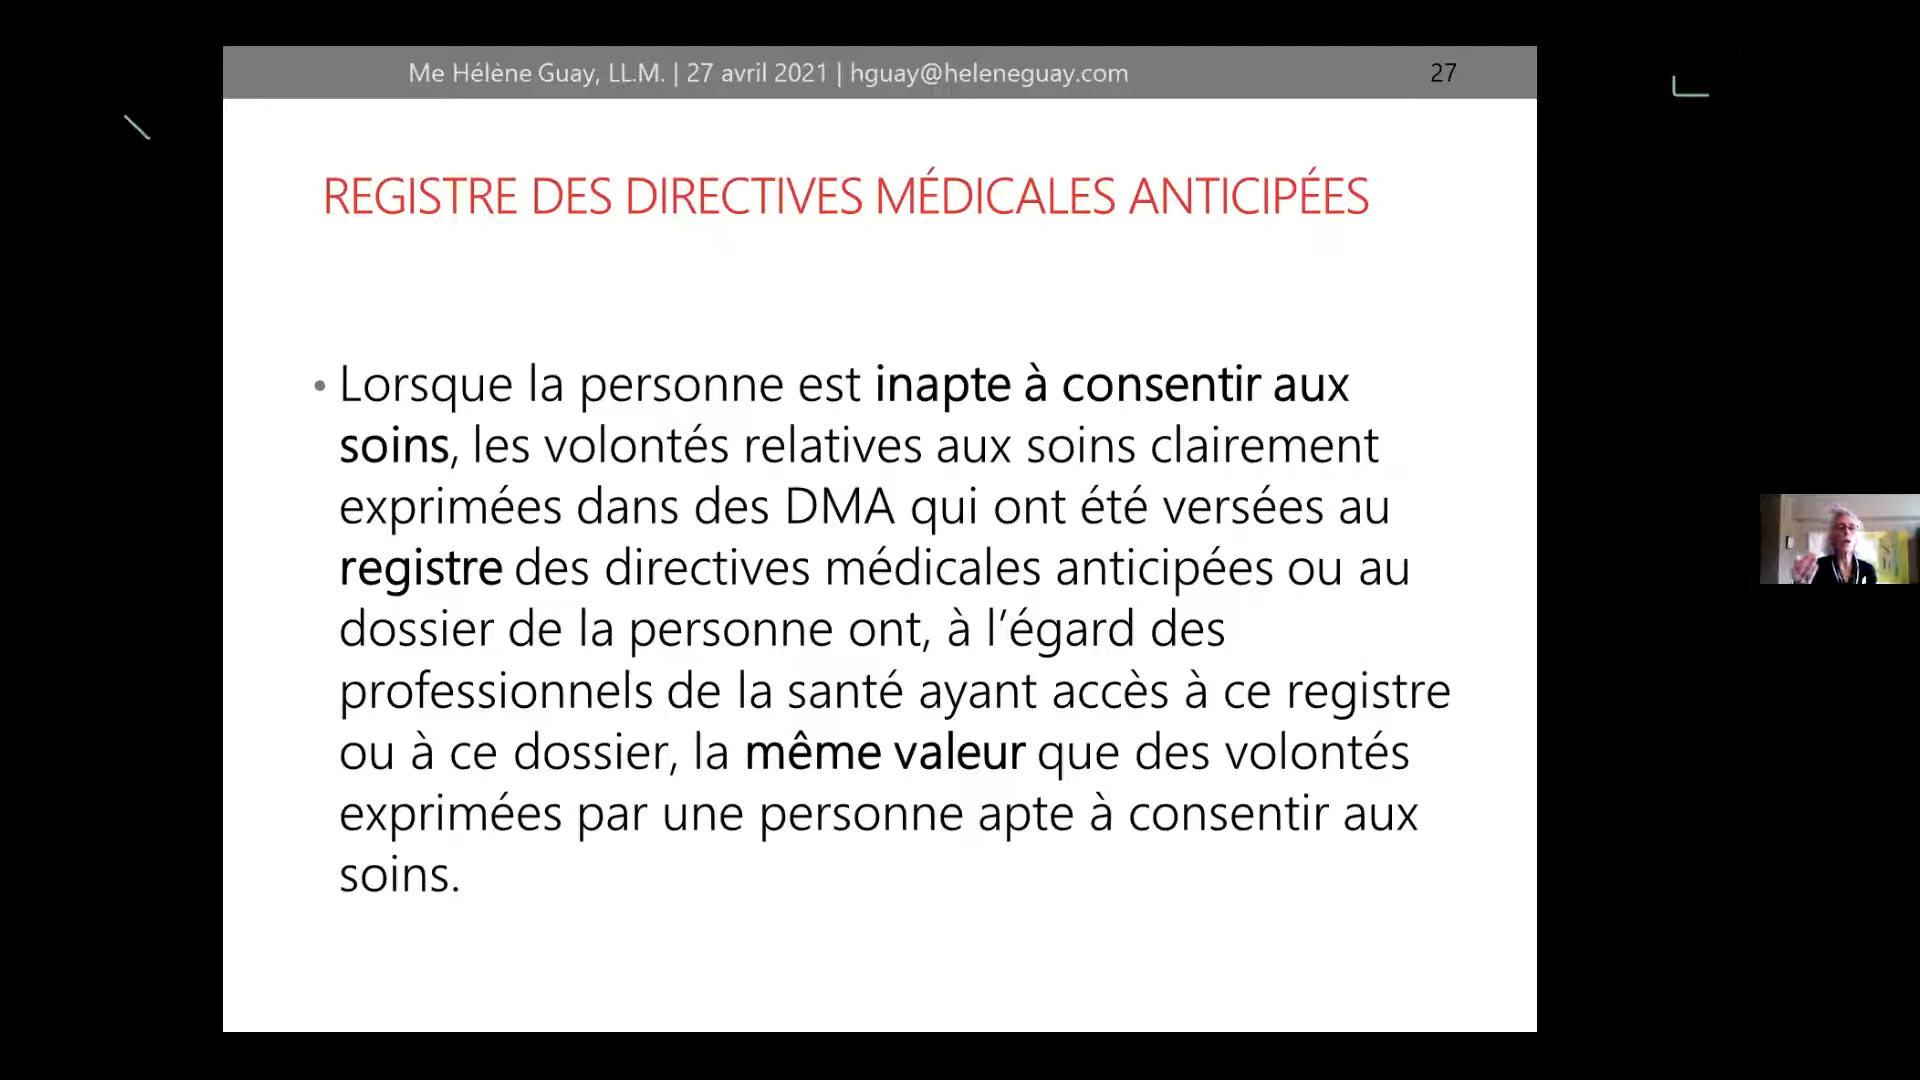 Me Hélène Guay, LL.M. | 27 avril 2021 | hguay@heleneguay.com 27
REGISTRE DES DIRECTIVES MÉDICALES ANTICIPÉES
• Lorsque la personne est inapte à consentir aux
soins, les volontés relatives aux soins clairement
exprimées dans des DMA qui ont été versées au
registre des directives médicales anticipées ou au
dossier de la personne ont, à l’égard des
professionnels de la santé ayant accès à ce registre
ou à ce dossier, la même valeur que des volontés
exprimées par une personne apte à consentir aux
soins.